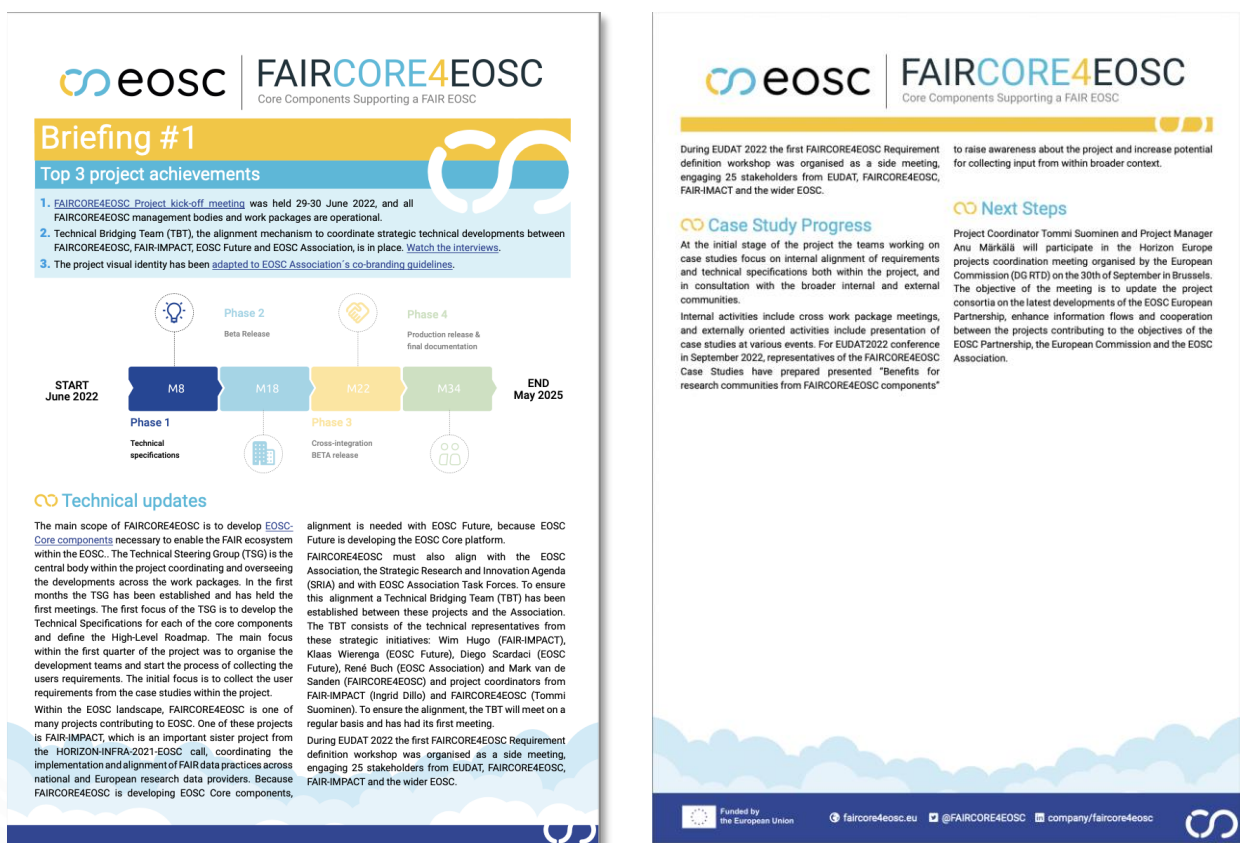 eosc
FAIRCORE4EOSC
Core Components Supporting a FAIR EOSC
Briefing #1
Top 3 project achievements
1. FAIRCORE4EOSC Project kick-off meeting was held 29-30 June 2022, and all
FAIRCORE4EOSC management bodies and work packages are operational.
2. Technical Bridging Team (TBT), the alignment mechanism to coordinate strategic technical developments between
FAIRCORE4EOSC, FAIR-IMPACT, EOSC Future and EOSC Association, is in place. Watch the interviews.
3. The project visual identity has been adapted to EOSC Association´s co-branding guidelines.
Phase 2
Beta Release
Phase 4
Production release &
final documentation
START
June 2022
M8
M18
M22
M34
END
May 2025
Phase 1
Technical
specifications
Phase 3
Cross-integration
BETA release
Technical updates
The main scope of FAIRCORE4EOSC is to develop EOSC-
Core components necessary to enable the FAIR ecosystem
within the EOSC.. The Technical Steering Group (TSG) is the
central body within the project coordinating and overseeing
the developments across the work packages. In the first
months the TSG has been established and has held the
first meetings. The first focus of the TSG is to develop the
Technical Specifications for each of the core components
and define the High-Level Roadmap. The main focus
within the first quarter of the project was to organise the
development teams and start the process of collecting the
users requirements. The initial focus is to collect the user
requirements from the case studies within the project.
Within the EOSC landscape, FAIRCORE4EOSC is one of
many projects contributing to EOSC. One of these projects
is FAIR-IMPACT, which is an important sister project from
the HORIZON-INFRA-2021-EOSC call, coordinating the
implementation and alignment of FAIR data practices across
national and European research data providers. Because
FAIRCORE4EOSC is developing EOSC Core components,
alignment is needed with EOSC Future, because EOSC
Future is developing the EOSC Core platform.
FAIRCORE4EOSC must also align with the EOSC
Association, the Strategic Research and Innovation Agenda
(SRIA) and with EOSC Association Task Forces. To ensure
this alignment a Technical Bridging Team (TBT) has been
established between these projects and the Association.
The TBT consists of the technical representatives from
these strategic initiatives: Wim Hugo (FAIR-IMPACT),
Klaas Wierenga (EOSC Future), Diego Scardaci (EOSC
Future), René Buch (EOSC Association) and Mark van de
Sanden (FAIRCORE4EOSC) and project coordinators from
FAIR-IMPACT (Ingrid Dillo) and FAIRCORE4EOSC (Tommi
Suominen). To ensure the alignment, the TBT will meet on a
regular basis and has had its first meeting.
During EUDAT 2022 the first FAIRCORE4EOSC Requirement
definition workshop was organised as a side meeting,
engaging 25 stakeholders from EUDAT, FAIRCORE4EOSC,
FAIR-IMPACT and the wider EOSC.
eosc
FAIRCORE4EOSC
Core Components Supporting a FAIR EOSC
During EUDAT 2022 the first FAIRCORE4EOSC Requirement
definition workshop was organised as a side meeting,
engaging 25 stakeholders from EUDAT, FAIRCORE4EOSC,
FAIR-IMACT and the wider EOSC.
Case Study Progress
At the initial stage of the project the teams working on
case studies focus on internal alignment of requirements
and technical specifications both within the project, and
in consultation with the broader internal and external
communities.
Internal activities include cross work package meetings,
and externally oriented activities include presentation of
case studies at various events. For EUDAT2022 conference
in September 2022, representatives of the FAIRCORE4EOSC
Case Studies have prepared presented “Benefits for
research communities from FAIRCORE4EOSC components”
to raise awareness about the project and increase potential
for collecting input from within broader context.
Next Steps
Project Coordinator Tommi Suominen and Project Manager
Anu Märkälä will participate in the Horizon Europe
projects coordination meeting organised by the European
Commission (DG RTD) on the 30th of September in Brussels.
The objective of the meeting is to update the project
consortia on the latest developments of the EOSC European
Partnership, enhance information flows and cooperation
between the projects contributing to the objectives of the
EOSC Partnership, the European Commission and the EOSC
Association.
Funded by
the European Union
faircore4eosc.eu
@FAIRCORE4EOSC
company/faircore4eosc